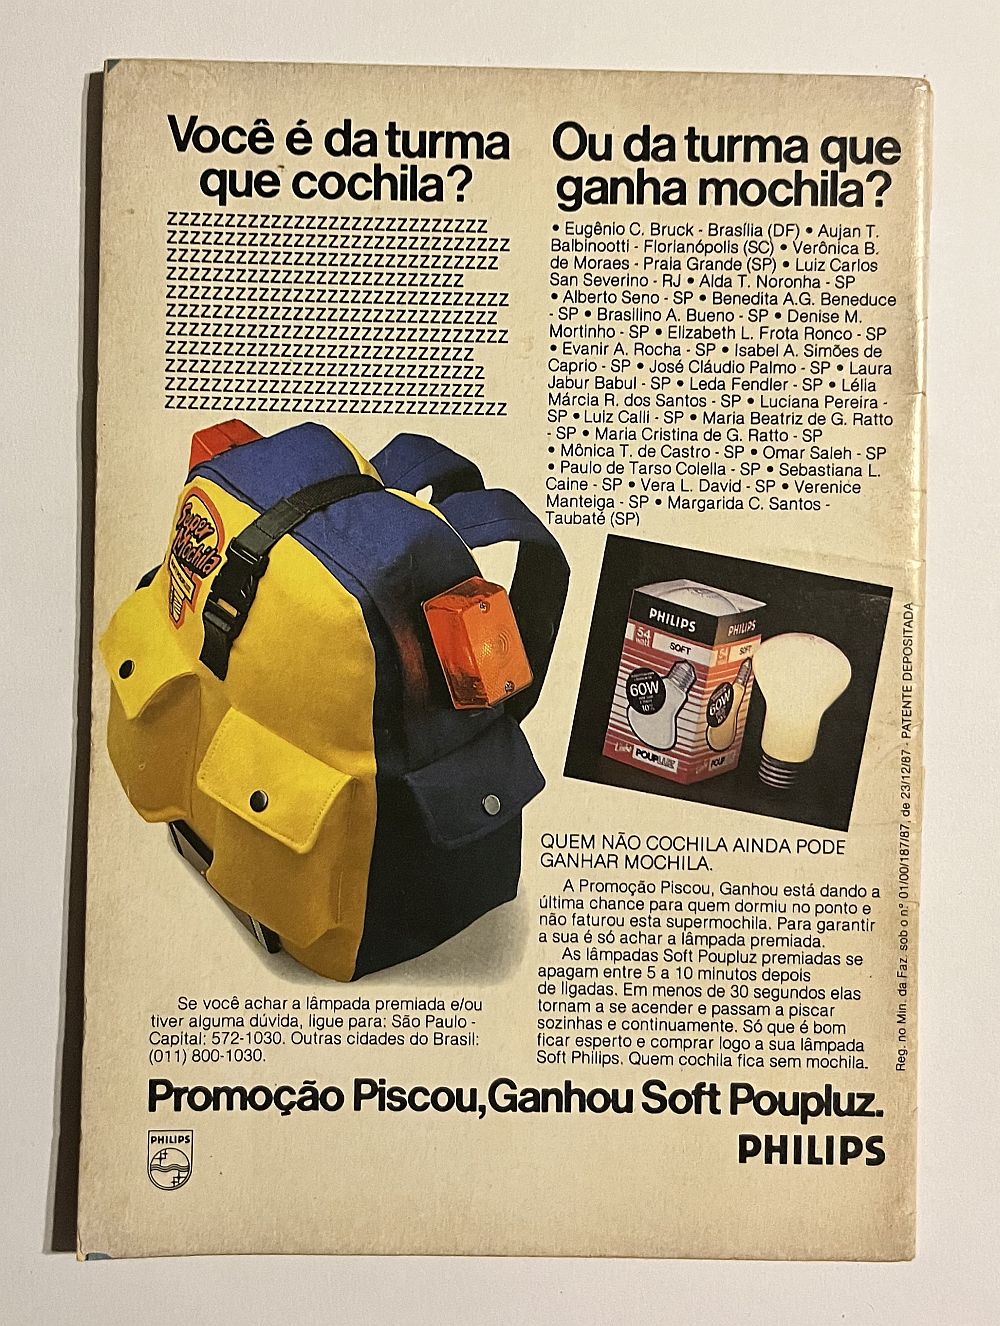 Você é da turma
que cochila?
ZZZZZZZZZZZZZZZZZZZZZZZZZZZZ
ZZZZZZZZZZZZZZZZZZZZZZZZZZZZZZ
ZZZZZZZZZZZZZZZZZZZZZZZZZZZZZ
ZZZZZZZZZZZZZZZZZZZZZZZZZZ
ZZZZZZZZZZZZZZZZZZZZZZZZZZZZZZ
ZZZZZZZZZZZZZZZZZZZZZZZZZZZZZ
ZZZZZZZZZZZZZZZZZZZZZZZZZZZZZZ
ZZZZZZZZZZZZZZZZZZZZZZZZZZZ
ZZZZZZZZZZZZZZZZZZZZZZZZZZZZ
ZZZZZZZZZZZZZZZZZZZZZZZZZZZZ
ZZZZZZZZZZZZZZZZZZZZZZZZZZZZZZ
Super
Mochila
Se você achar a lâmpada premiada e/ou
tiver alguma dúvida, ligue para: São Paulo -
Capital: 572-1030. Outras cidades do Brasil:
(011) 800-1030.
Ou da turma que
ganha mochila?
• Eugênio C. Bruck - Brasília (DF) • Aujan T.
Balbinootti - Florianópolis (SC) • Verônica B.
de Moraes - Praia Grande (SP) • Luiz Carlos
San Severino - RJ • Alda T. Noronha - SP
• Alberto Seno - SP • Benedita A.G. Beneduce
- SP • Brasilino A. Bueno - SP • Denise M.
Mortinho - SP • Elizabeth L. Frota Ronco - SP
• Evanir A. Rocha - SP • Isabel A. Simões de
Caprio - SP • José Cláudio Palmo - SP • Laura
Jabur Babul - SP • Leda Fendler - SP • Lélia
Márcia R. dos Santos - SP • Luciana Pereira -
SP • Luiz Calli - SP • Maria Beatriz de G. Ratto
- SP • Maria Cristina de G. Ratto - SP
• Mônica T. de Castro - SP • Omar Saleh - SP
• Paulo de Tarso Colella - SP • Sebastiana L.
Caine - SP • Vera L. David - SP • Verenice
Manteiga - SP • Margarida C. Santos -
Taubaté (SP)
PHILIPS
PHILIPS
54
watt
SOFT
54
SOFT
60W
10%
60W
POUPLUZ
POUP
QUEM NÃO COCHILA AINDA PODE
GANHAR MOCHILA.
A Promoção Piscou, Ganhou está dando a
última chance para quem dormiu no ponto e
não faturou esta supermochila. Para garantir
a sua é só achar a lâmpada premiada.
As lâmpadas Soft Poupluz premiadas se
apagam entre 5 a 10 minutos depois
de ligadas. Em menos de 30 segundos elas
tornam a se acender e passam a piscar
sozinhas e continuamente. Só que é bom
ficar esperto e comprar logo a sua lâmpada
Soft Philips. Quem cochila fica sem mochila.
Reg. no Min. da Faz. sob o n.º 01/00/187/87, de 23/12/87 - PATENTE DEPOSITADA
Promoção Piscou, Ganhou Soft Poupluz.
PHILIPS
PHILIPS